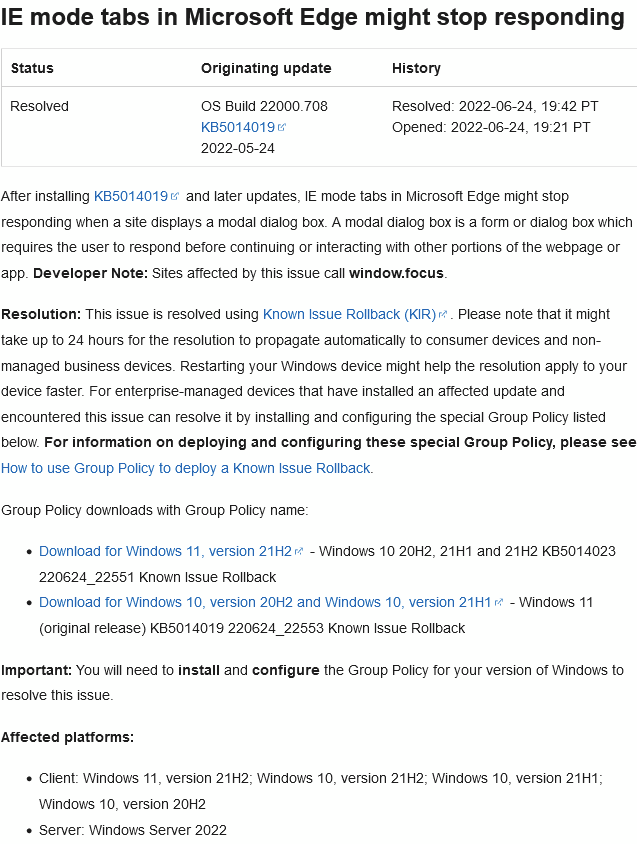 IE mode tabs in Microsoft Edge might stop responding
Status Originating update History
Resolved OS Build 22000.708 Resolved: 2022-06-24, 19:42 PT
KB5014019 Opened: 2022-06-24, 19:21 PT
2022-05-24
After installing KB5014019 and later updates, IE mode tabs in Microsoft Edge might stop
responding when a site displays a modal dialog box. A modal dialog box is a form or dialog box which
requires the user to respond before continuing or interacting with other portions of the webpage or
app. Developer Note: Sites affected by this issue call window.focus.
Resolution: This issue is resolved using Known Issue Rollback (KIR) . Please note that it might
take up to 24 hours for the resolution to propagate automatically to consumer devices and non-
managed business devices. Restarting your Windows device might help the resolution apply to your
device faster. For enterprise-managed devices that have installed an affected update and
encountered this issue can resolve it by installing and configuring the special Group Policy listed
below. For information on deploying and configuring these special Group Policy, please see
How to use Group Policy to deploy a Known Issue Rollback.
Group Policy downloads with Group Policy name:
• Download for Windows 11, version 21H2 - Windows 10 20H2, 21H1 and 21H2 KB5014023
220624_22551 Known Issue Rollback
• Download for Windows 10, version 20H2 and Windows 10, version 21H1 - Windows 11
(original release) KB5014019 220624_22553 Known Issue Rollback
Important: You will need to install and configure the Group Policy for your version of Windows to
resolve this issue.
Affected platforms:
• Client: Windows 11, version 21H2; Windows 10, version 21H2; Windows 10, version 21H1;
Windows 10, version 20H2
• Server: Windows Server 2022